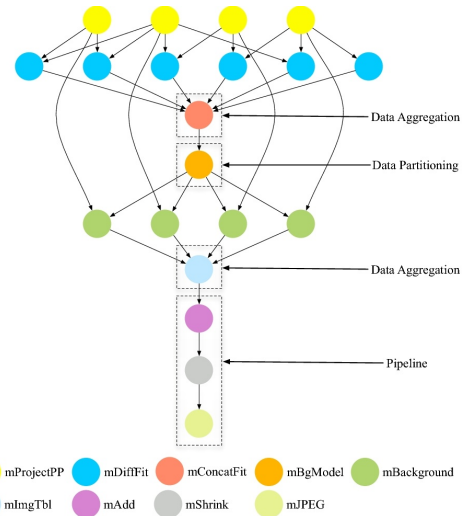 Data Aggregation
Data Partitioning
Data Aggregation
Pipeline
mProjectPP mDiffFit mConcatFit mBgModel mBackground
mImgTbl mAdd mShrink mJPEG